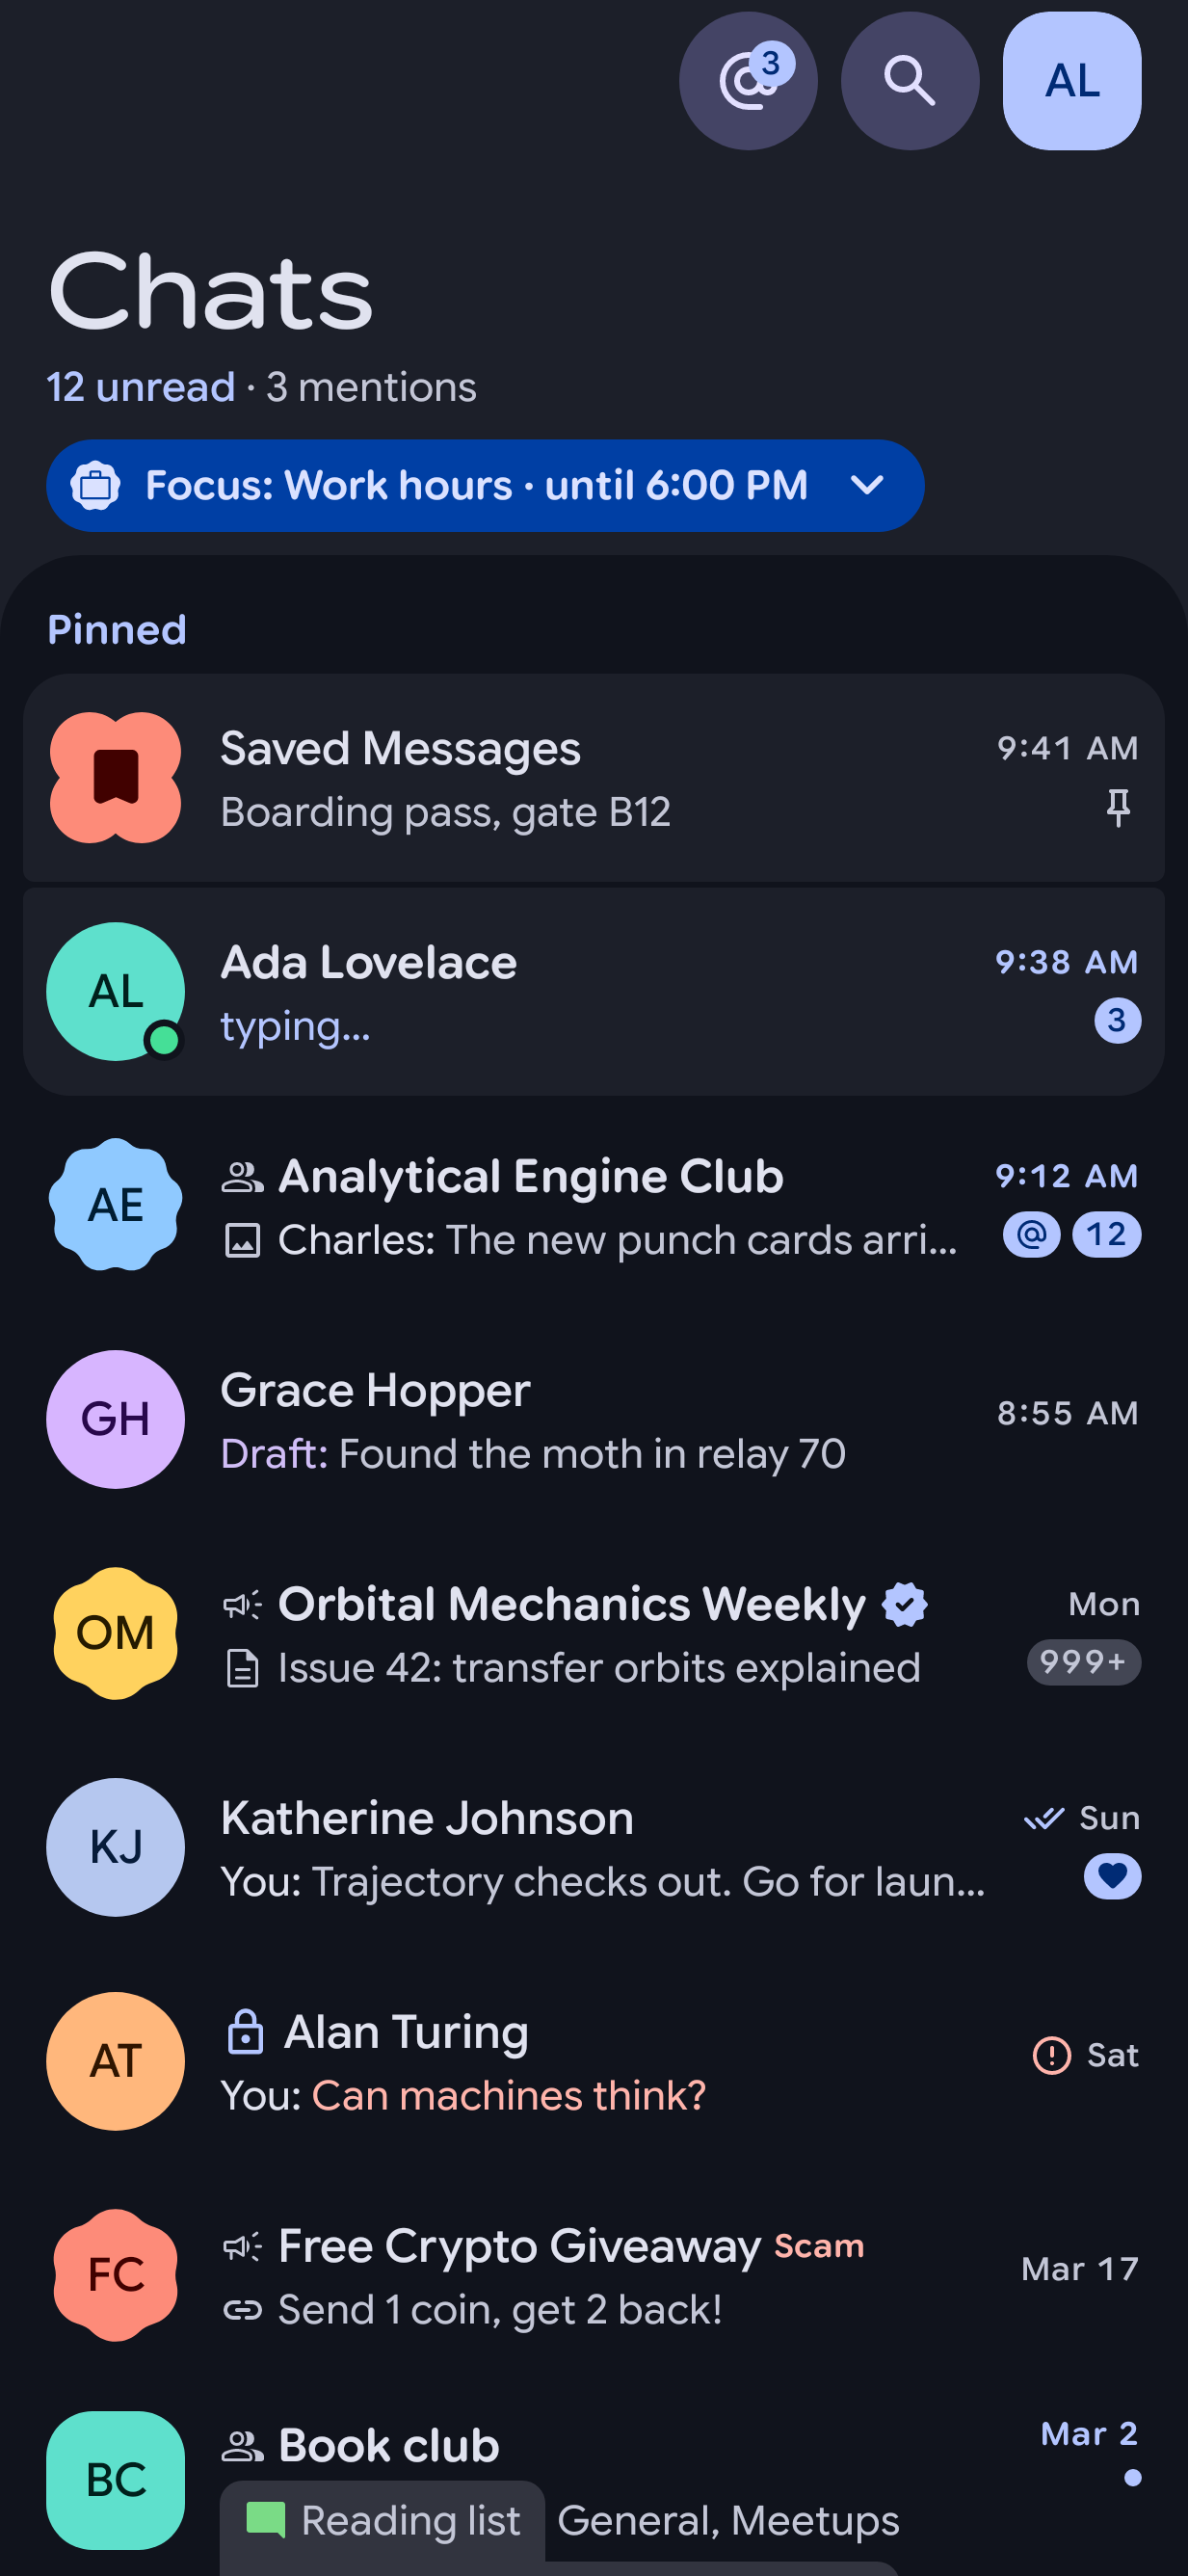 3
AL
Chats
12 unread · 3 mentions
Focus: Work hours · until 6:00 PM
Pinned
Saved Messages
9:41 AM
Boarding pass, gate B12
AL
Ada Lovelace
9:38 AM
typing...
3
AE
Analytical Engine Club
9:12 AM
Charles: The new punch cards arri...
@ 12
GH
Grace Hopper
8:55 AM
Draft: Found the moth in relay 70
OM
Orbital Mechanics Weekly
Mon
Issue 42: transfer orbits explained
999+
KJ
Katherine Johnson
Sun
You: Trajectory checks out. Go for laun...
AT
Alan Turing
Sat
You: Can machines think?
FC
Free Crypto Giveaway Scam
Mar 17
Send 1 coin, get 2 back!
BC
Book club
Mar 2
Reading list General, Meetups